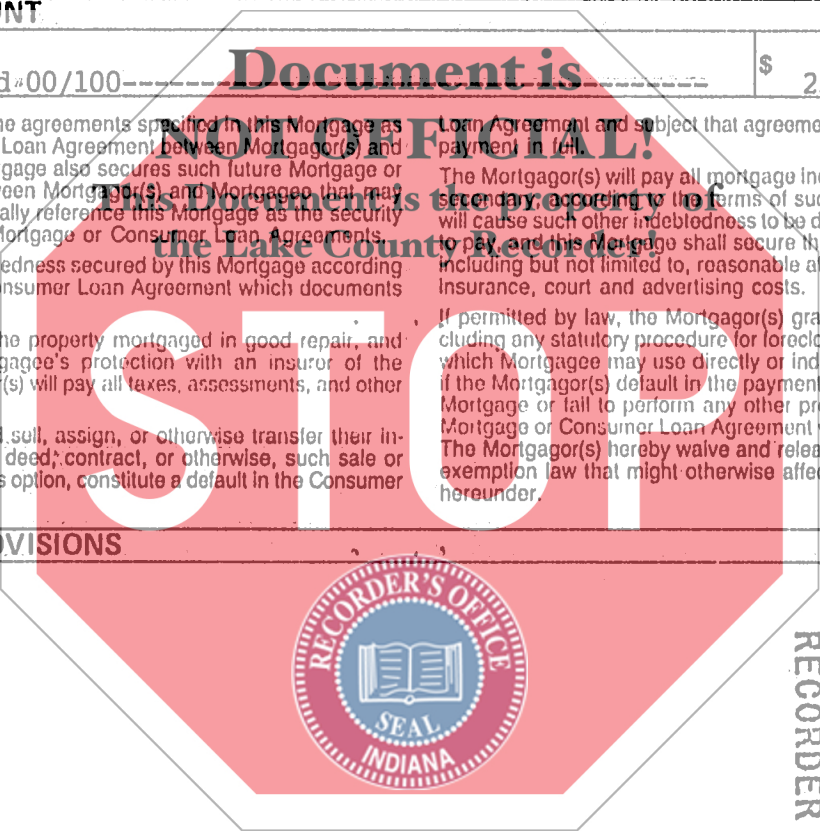 UNT
d 00/100-------------------------------------------- $ 2
Document is
NOT OFFICIAL!
This Document is the property of
the Lake County Recorder!
he agreements specified in this Mortgage as
Loan Agreement between Mortgagor(s) and
gage also secures such future Mortgage or
een Mortgagor(s) and Mortgagee that may
ally reference this Mortgage as the security
Mortgage or Consumer Loan Agreements.
edness secured by this Mortgage according
onsumer Loan Agreement which documents
he property mortgaged in good repair, and
gagee's protection with an insuror of the
r(s) will pay all taxes, assessments, and other
sell, assign, or otherwise transfer their in-
deed, contract, or otherwise, such sale or
s option, constitute a default in the Consumer
Loan Agreement and subject that agreeme
payment in full.
The Mortgagor(s) will pay all mortgage in
secondary, according to the terms of suc
will cause such other indebtedness to be d
to pay, and this Mortgage shall secure th
including but not limited to, reasonable a
insurance, court and advertising costs.
If permitted by law, the Mortgagor(s) gra
cluding any statutory procedure for foreclo
which Mortgagee may use directly or ind
if the Mortgagor(s) default in the payment
Mortgage or fail to perform any other pro
Mortgage or Consumer Loan Agreement
The Mortgagor(s) hereby waive and relea
exemption law that might otherwise affec
hereunder.
STOP
OVISIONS
RECORDER'S OFFICE
SEAL
INDIANA
RECORDER